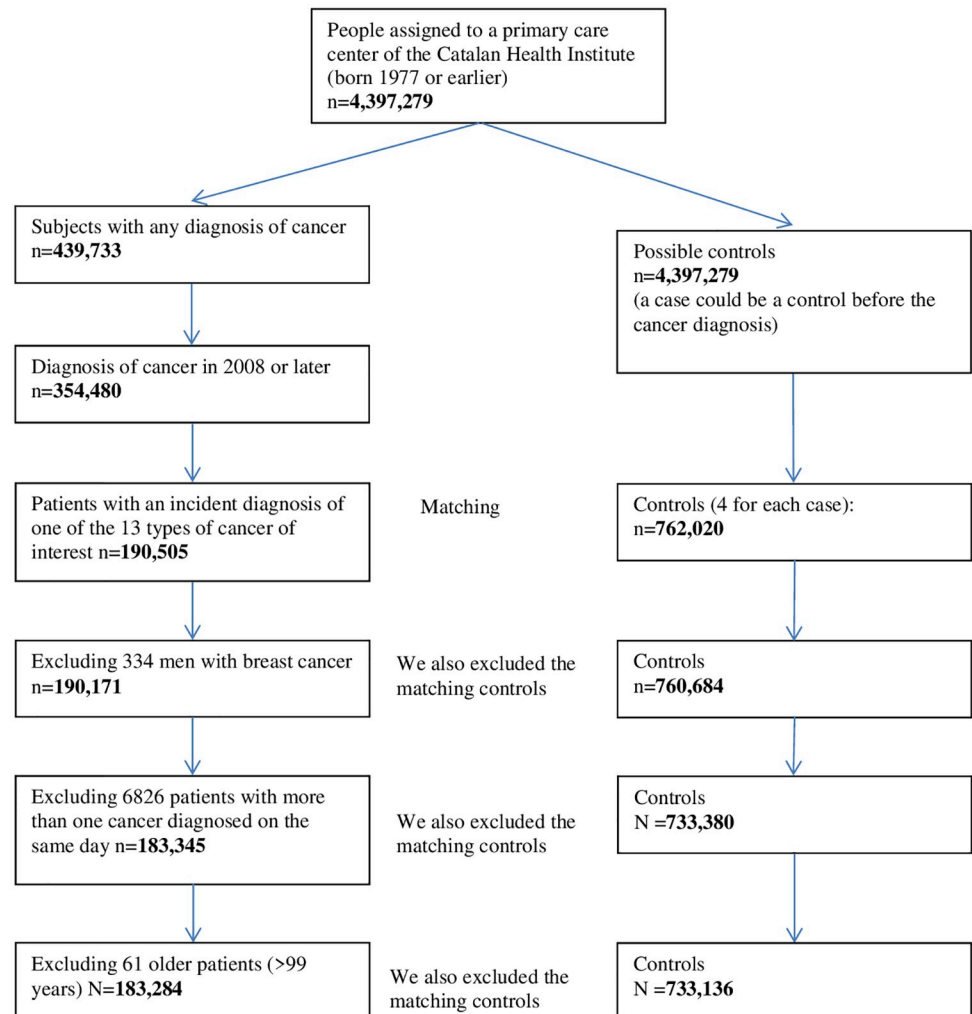 People assigned to a primary care
center of the Catalan Health Institute
(born 1977 or earlier)
n=4,397,279
Subjects with any diagnosis of cancer
n=439,733
Possible controls
n=4,397,279
(a case could be a control before the
cancer diagnosis)
Diagnosis of cancer in 2008 or later
n=354,480
Patients with an incident diagnosis of
one of the 13 types of cancer of
interest n=190,505
Matching
Controls (4 for each case):
n=762,020
Excluding 334 men with breast cancer
n=190,171
We also excluded the
matching controls
Controls
n=760,684
Excluding 6826 patients with more
than one cancer diagnosed on the
same day n=183,345
We also excluded the
matching controls
Controls
N =733,380
Excluding 61 older patients (>99
years) N=183,284
We also excluded the
matching controls
Controls
N =733,136